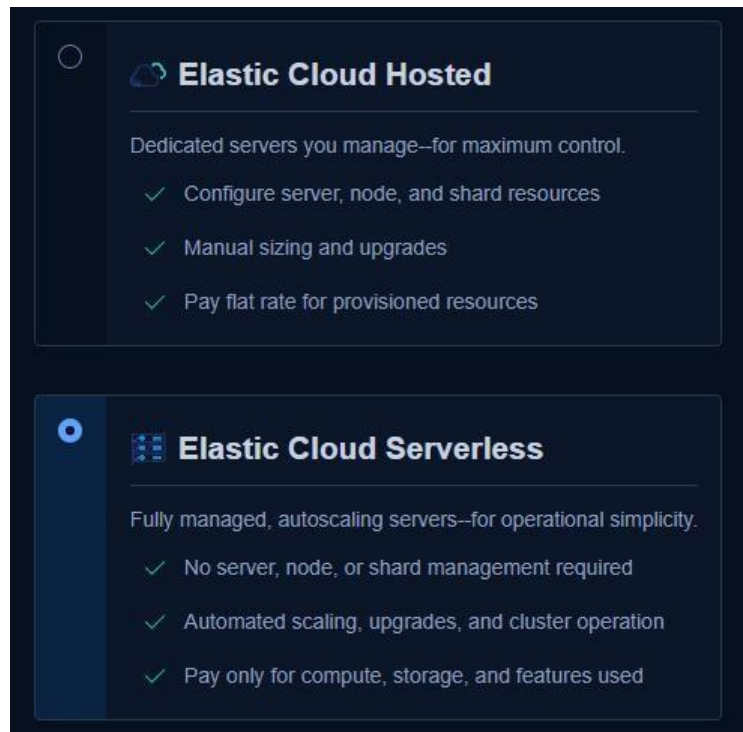 Elastic Cloud Hosted
Dedicated servers you manage--for maximum control.
Configure server, node, and shard resources
Manual sizing and upgrades
Pay flat rate for provisioned resources
Elastic Cloud Serverless
Fully managed, autoscaling servers--for operational simplicity.
No server, node, or shard management required
Automated scaling, upgrades, and cluster operation
Pay only for compute, storage, and features used